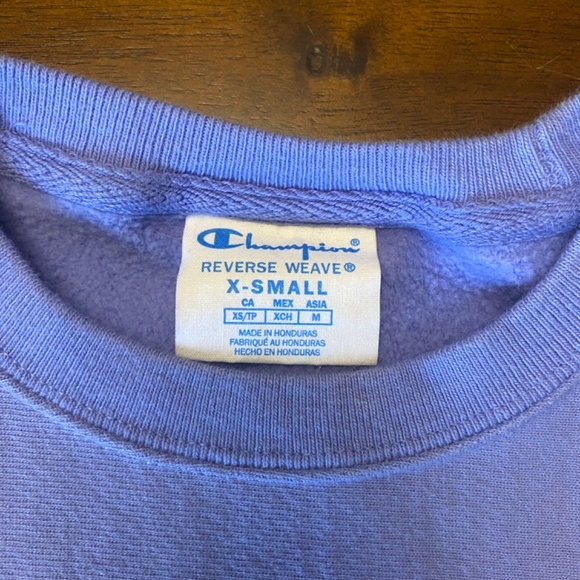 Champion®
REVERSE WEAVE®
X-SMALL
CA MEX ASIA
XS/TP XCH M
MADE IN HONDURAS
FABRIQUÉ AU HONDURAS
HECHO EN HONDURAS